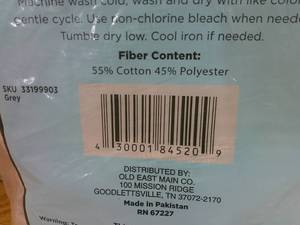 Machine wash cold, wash and dry with like color
gentle cycle. Use non-chlorine bleach when need
Tumble dry low. Cool iron if needed.
Fiber Content:
55% Cotton 45% Polyester
SKU 33199903
Grey
4 30001 84520 9
DISTRIBUTED BY:
OLD EAST MAIN CO.
100 MISSION RIDGE
GOODLETTSVILLE, TN 37072-2170
Made in Pakistan
RN 67227
Warning: